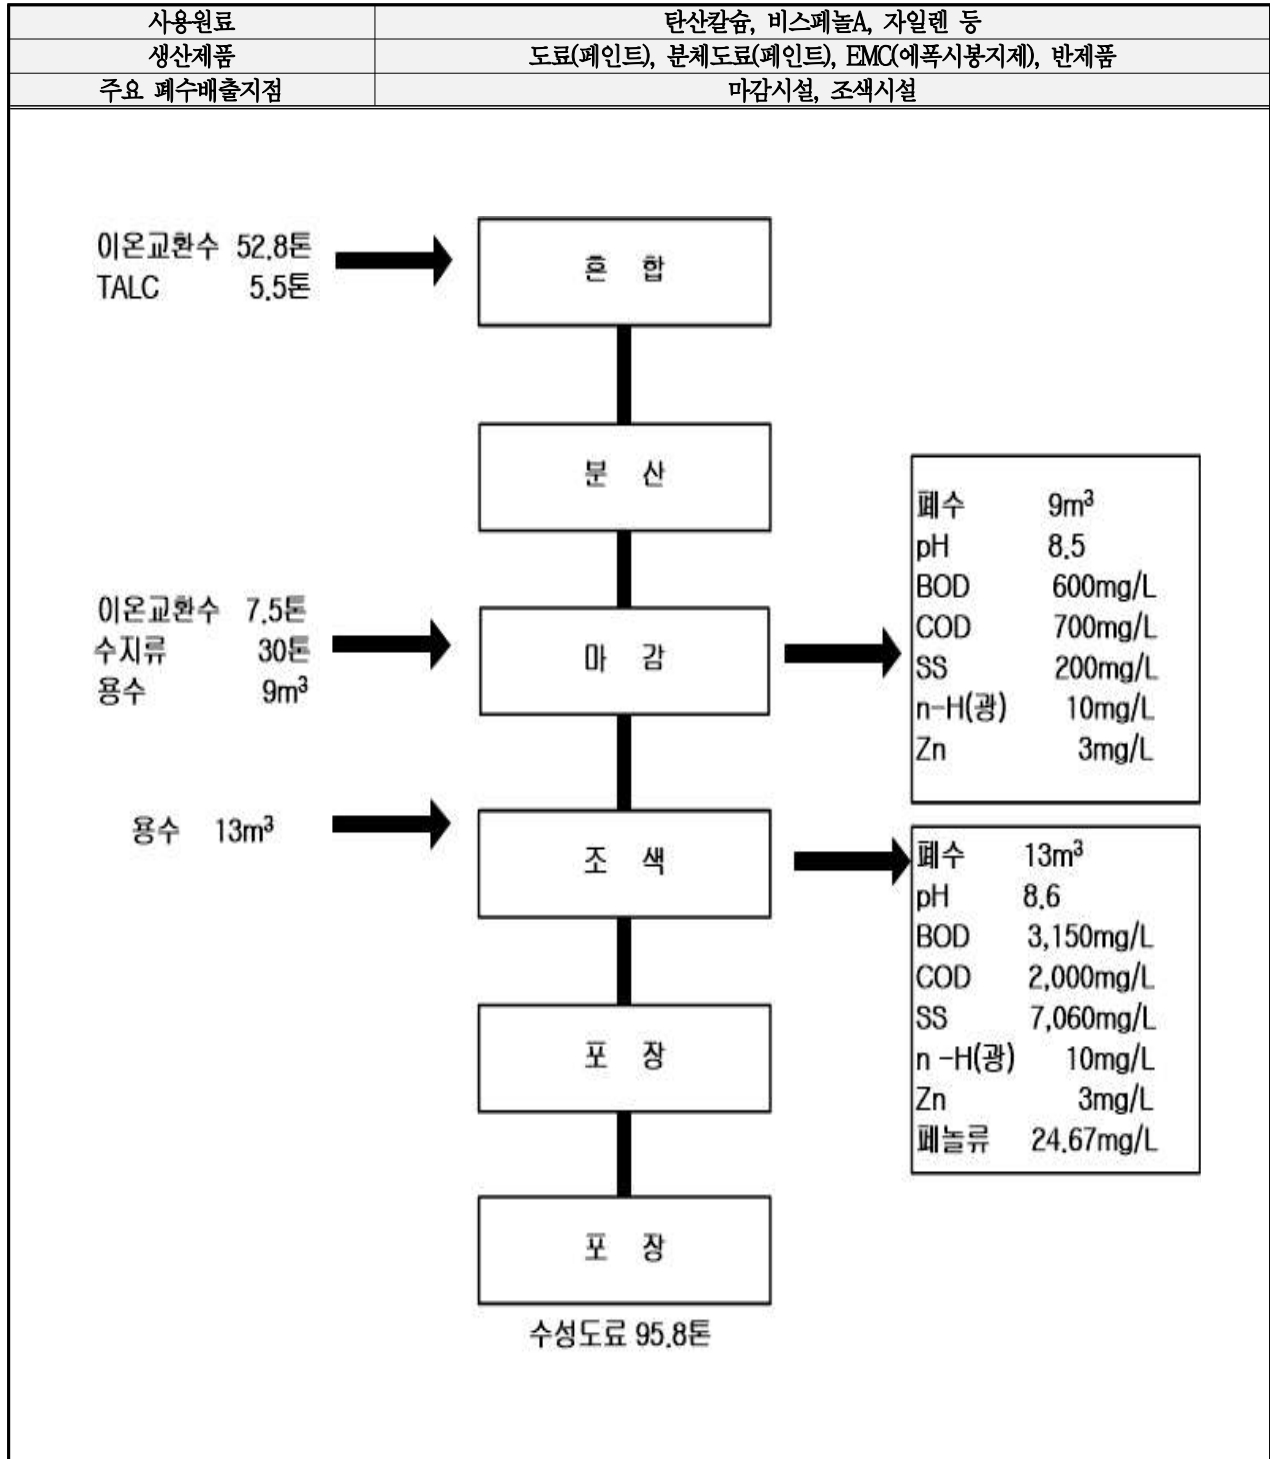 사용원료 탄산칼슘, 비스페놀A, 자일렌 등
생산제품 도료(페인트), 분체도료(페인트), EMC(에폭시봉지제), 반제품
주요 폐수배출지점 마감시설, 조색시설
이온교환수 52.8톤
TALC 5.5톤
혼 합
분 산
이온교환수 7.5톤
수지류 30톤
용수 9m³
마 감
폐수 9m³
pH 8.5
BOD 600mg/L
COD 700mg/L
SS 200mg/L
n-H(광) 10mg/L
Zn 3mg/L
용수 13m³
조 색
폐수 13m³
pH 8.6
BOD 3,150mg/L
COD 2,000mg/L
SS 7,060mg/L
n -H(광) 10mg/L
Zn 3mg/L
페놀류 24.67mg/L
포 장
포 장
수성도료 95.8톤